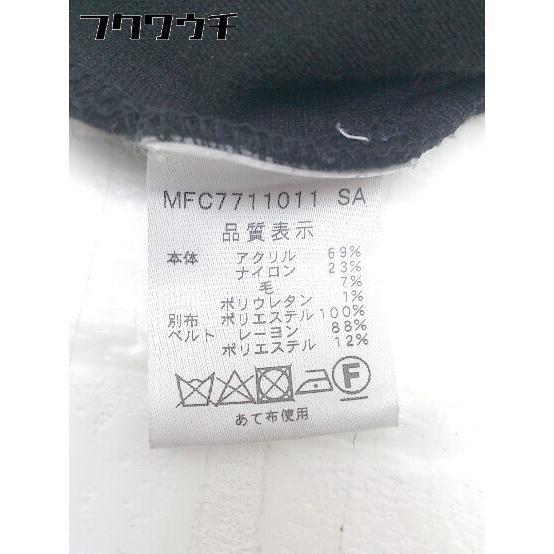 フクワウチ
MFC7711011 SA
品質表示
本体 アクリル 69%
ナイロン 23%
毛 7%
ポリウレタン 1%
別布 ポリエステル 100%
ベルト レーヨン 88%
ポリエステル 12%
F
あて布使用